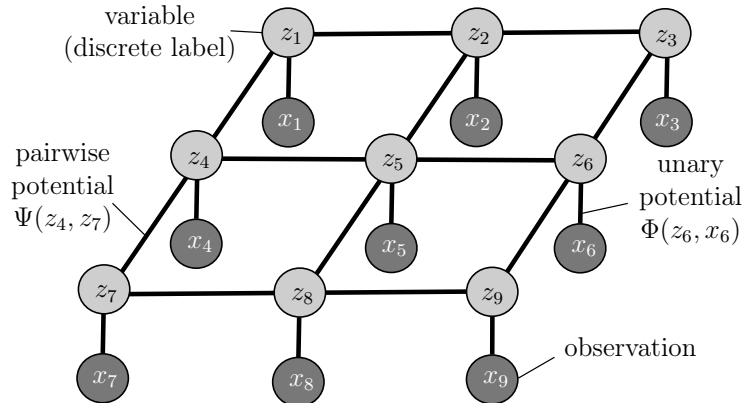 variable
(discrete label)
z₁
z₂
z₃
x₁
x₂
x₃
pairwise
potential
Ψ(z₄, z₇)
z₄
z₅
z₆
unary
potential
Φ(z₆, x₆)
x₄
x₅
x₆
z₇
z₈
z₉
observation
x₇
x₈
x₉